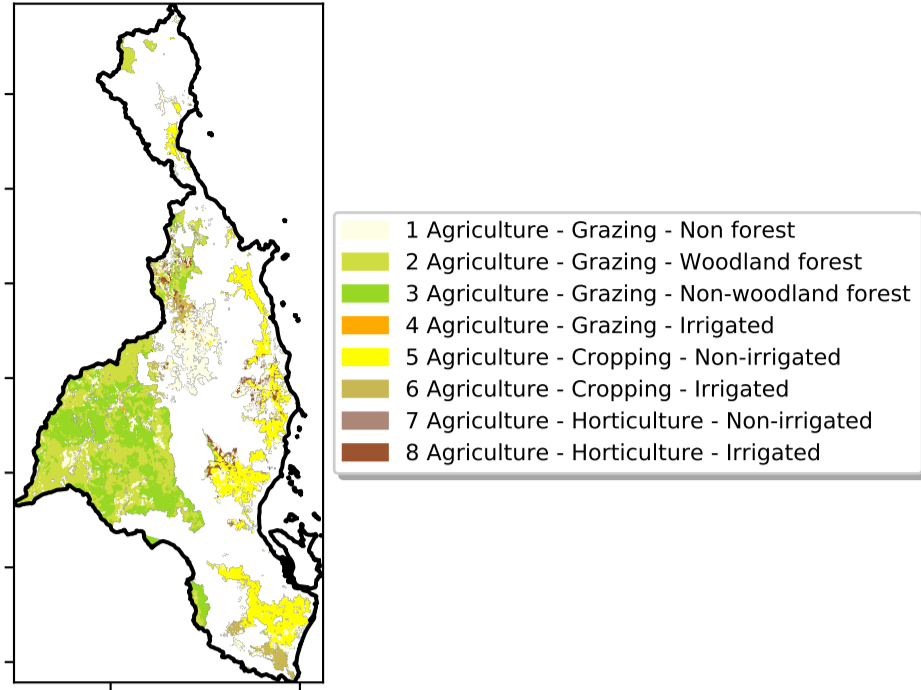 1 Agriculture - Grazing - Non forest
2 Agriculture - Grazing - Woodland forest
3 Agriculture - Grazing - Non-woodland forest
4 Agriculture - Grazing - Irrigated
5 Agriculture - Cropping - Non-irrigated
6 Agriculture - Cropping - Irrigated
7 Agriculture - Horticulture - Non-irrigated
8 Agriculture - Horticulture - Irrigated